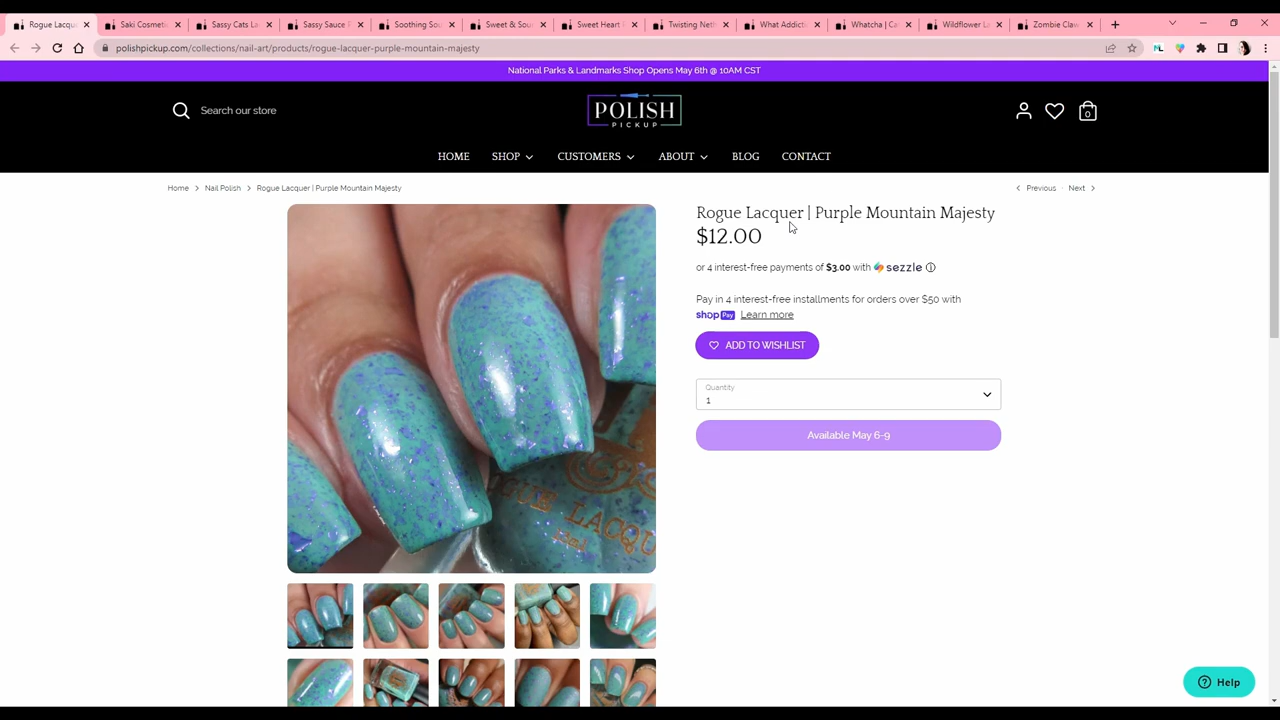 Rogue Lacqu
Saki Cosmeti
Sassy Cats La
Sassy Sauce
Soothing Sou
Sweet & Sou
Sweet Heart
Twisting Neth
What Addicti
Whatcha | Ca
Wildflower La
Zombie Claw
polishpickup.com/collections/nail-art/products/rogue-lacquer-purple-mountain-majesty
National Parks & Landmarks Shop Opens May 6th @ 10AM CST
Search our store
POLISH
PICKUP
0
HOME SHOP CUSTOMERS ABOUT BLOG CONTACT
Home > Nail Polish > Rogue Lacquer | Purple Mountain Majesty
< Previous · Next >
Rogue Lacquer | Purple Mountain Majesty
$12.00
or 4 interest-free payments of $3.00 with sezzle
Pay in 4 interest-free installments for orders over $50 with
shop Pay Learn more
ADD TO WISHLIST
Quantity
1
Available May 6-9
GUE LACQU
Help